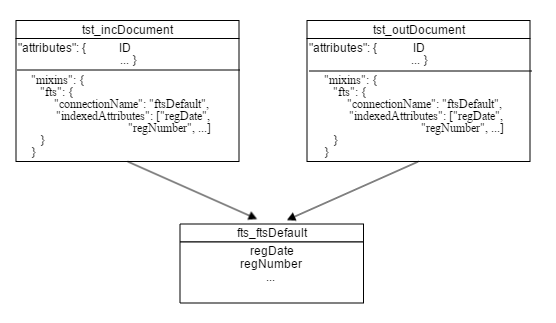 tst_incDocument
"attributes": { ID
... }
"mixins": {
"fts": {
"connectionName": "ftsDefault",
"indexedAttributes": ["regDate",
"regNumber", ...]
}
}
tst_outDocument
"attributes": { ID
... }
"mixins": {
"fts": {
"connectionName": "ftsDefault",
"indexedAttributes": ["regDate",
"regNumber", ...]
}
}
fts_ftsDefault
regDate
regNumber
...